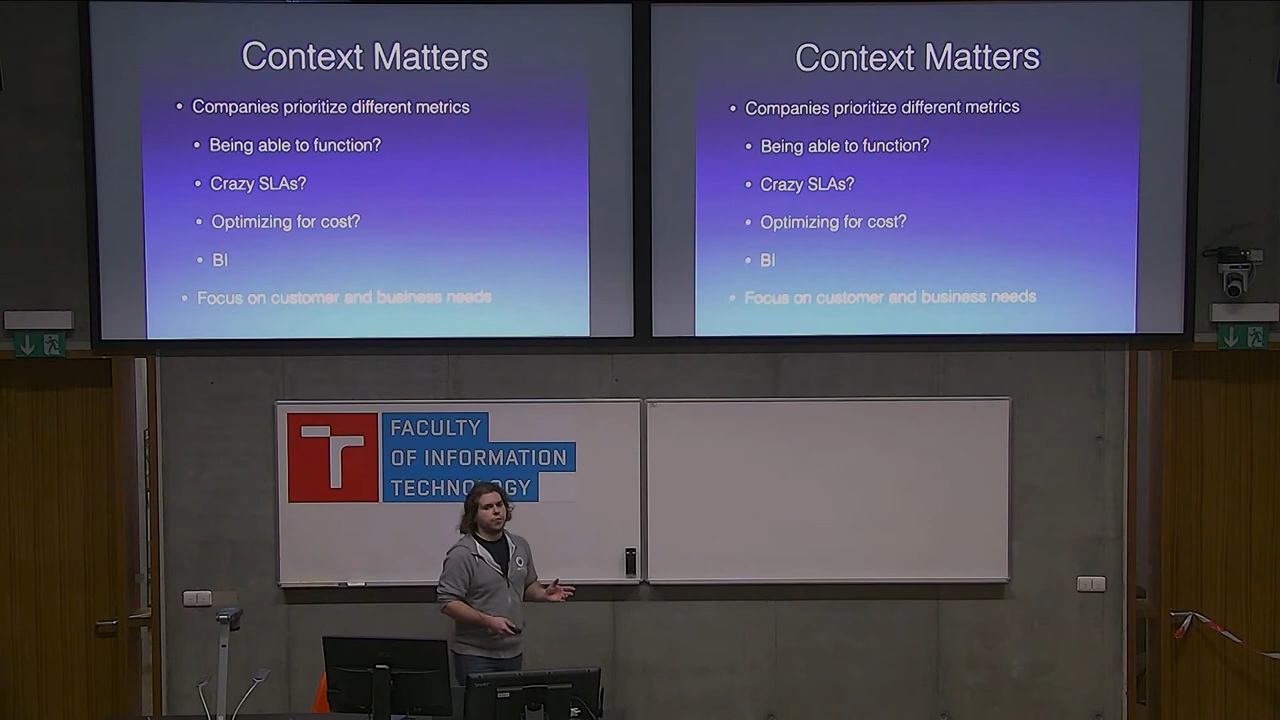 Context Matters
• Companies prioritize different metrics
• Being able to function?
• Crazy SLAs?
• Optimizing for cost?
• BI
• Focus on customer and business needs
Context Matters
• Companies prioritize different metrics
• Being able to function?
• Crazy SLAs?
• Optimizing for cost?
• BI
• Focus on customer and business needs
FACULTY
OF INFORMATION
TECHNOLOGY